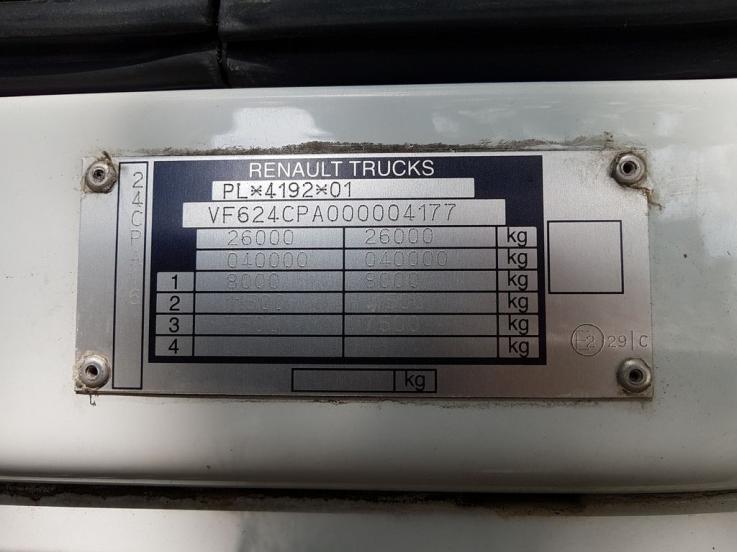 RENAULT TRUCKS
PL*4192*01
VF624CPA000004177
26000 26000 kg
040000 040000 kg
1 8000 8000 kg
2 kg
3 7500 kg
4 kg
kg
E2 29|C